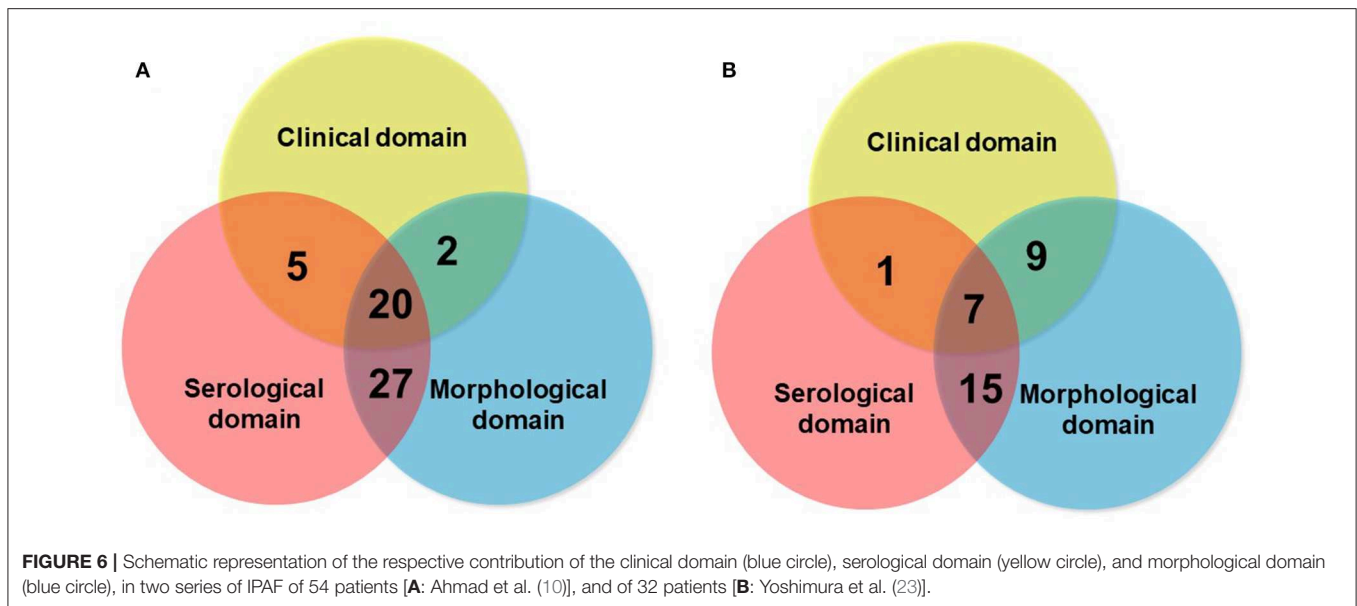 A
Clinical domain
5
2
20
27
Serological
domain
Morphological
domain
B
Clinical domain
1
9
7
15
Serological
domain
Morphological
domain
FIGURE 6 | Schematic representation of the respective contribution of the clinical domain (blue circle), serological domain (yellow circle), and morphological domain
(blue circle), in two series of IPAF of 54 patients [A: Ahmad et al. (10)], and of 32 patients [B: Yoshimura et al. (23)].